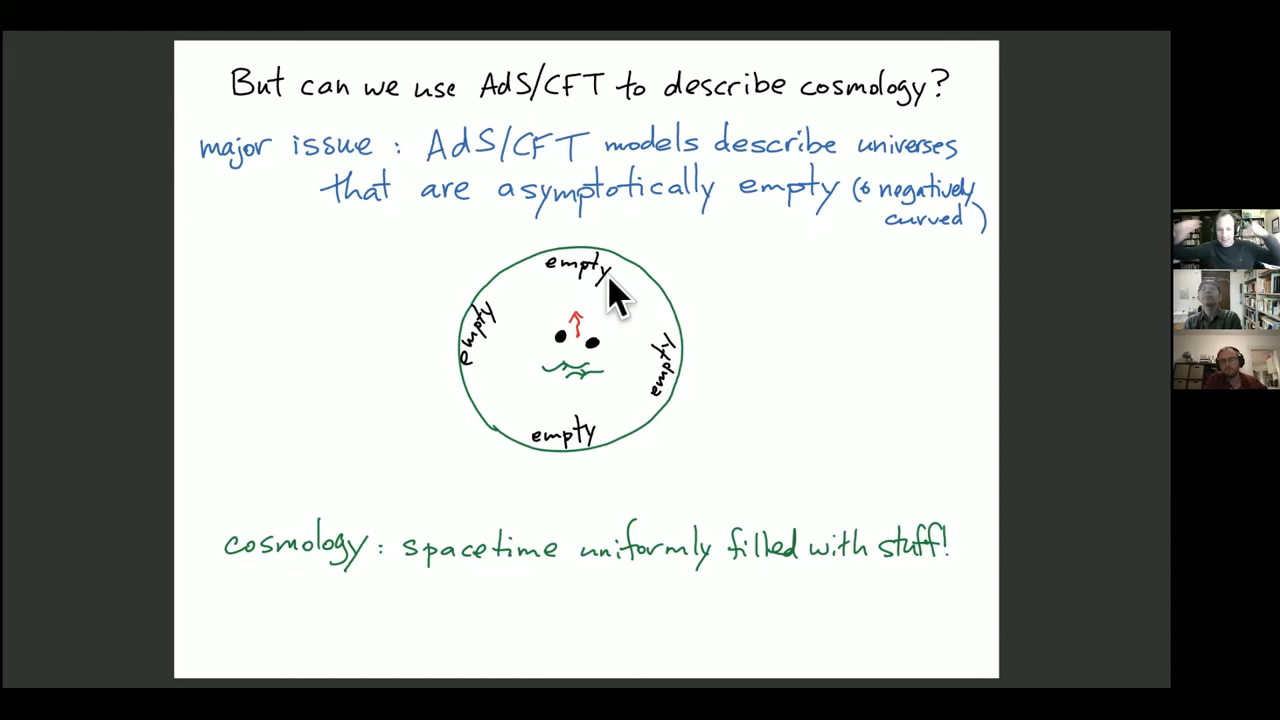 But can we use AdS/CFT to describe cosmology?
major issue : AdS/CFT models describe universes
that are asymptotically empty (& negatively
curved)
empty
empty
empty
empty
cosmology : spacetime uniformly filled with stuff!